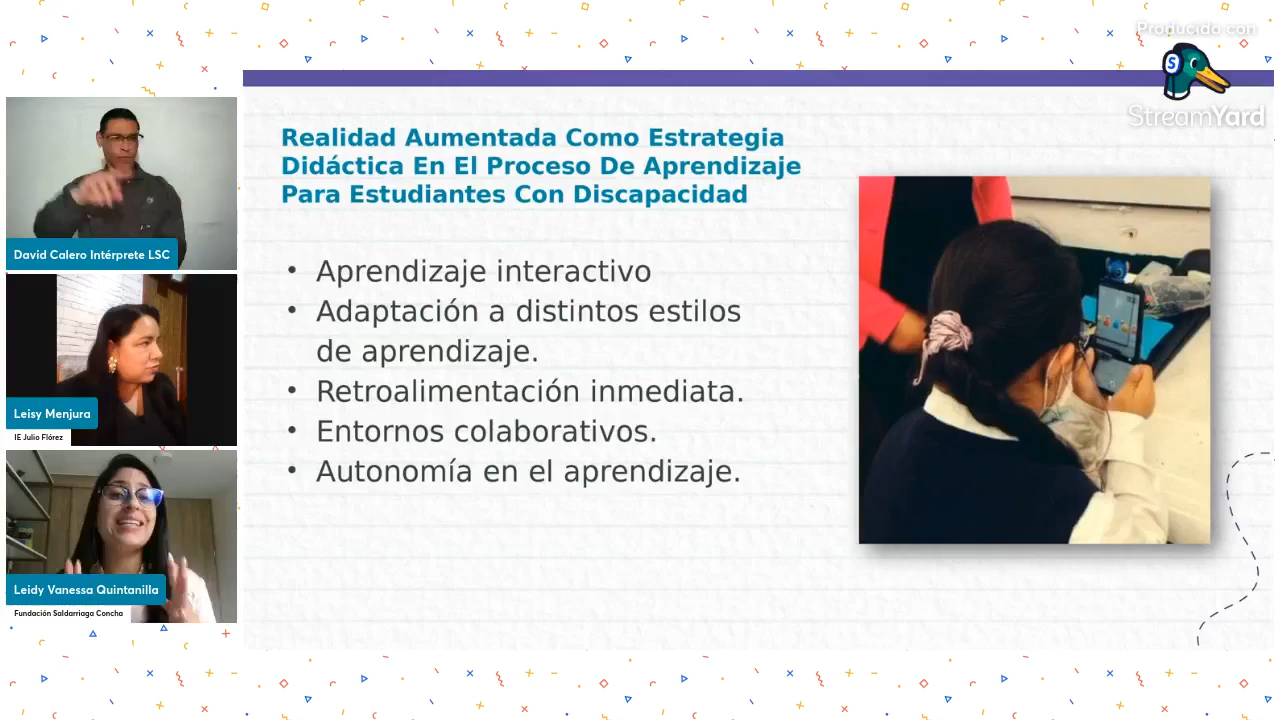 Producido con
StreamYard
Realidad Aumentada Como Estrategia
Didáctica En El Proceso De Aprendizaje
Para Estudiantes Con Discapacidad
• Aprendizaje interactivo
• Adaptación a distintos estilos
de aprendizaje.
• Retroalimentación inmediata.
• Entornos colaborativos.
• Autonomía en el aprendizaje.
David Calero Intérprete LSC
Leisy Menjura
IE Julio Flórez
Leidy Vanessa Quintanilla
Fundación Saldarriaga Concha